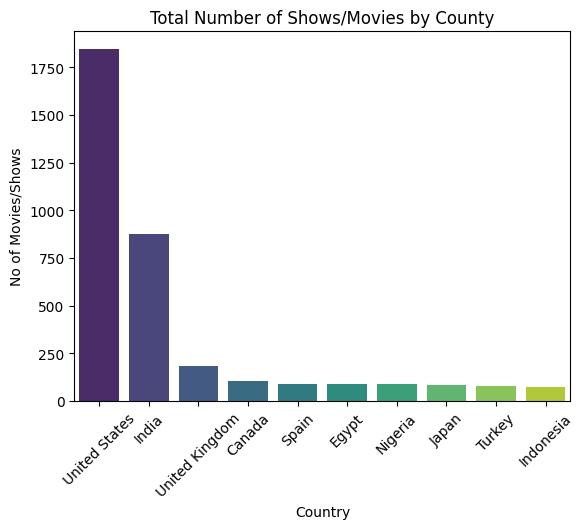 Total Number of Shows/Movies by County
No of Movies/Shows
1750
1500
1250
1000
750
500
250
0
United States
India
United Kingdom
Canada
Spain
Egypt
Nigeria
Japan
Turkey
Indonesia
Country